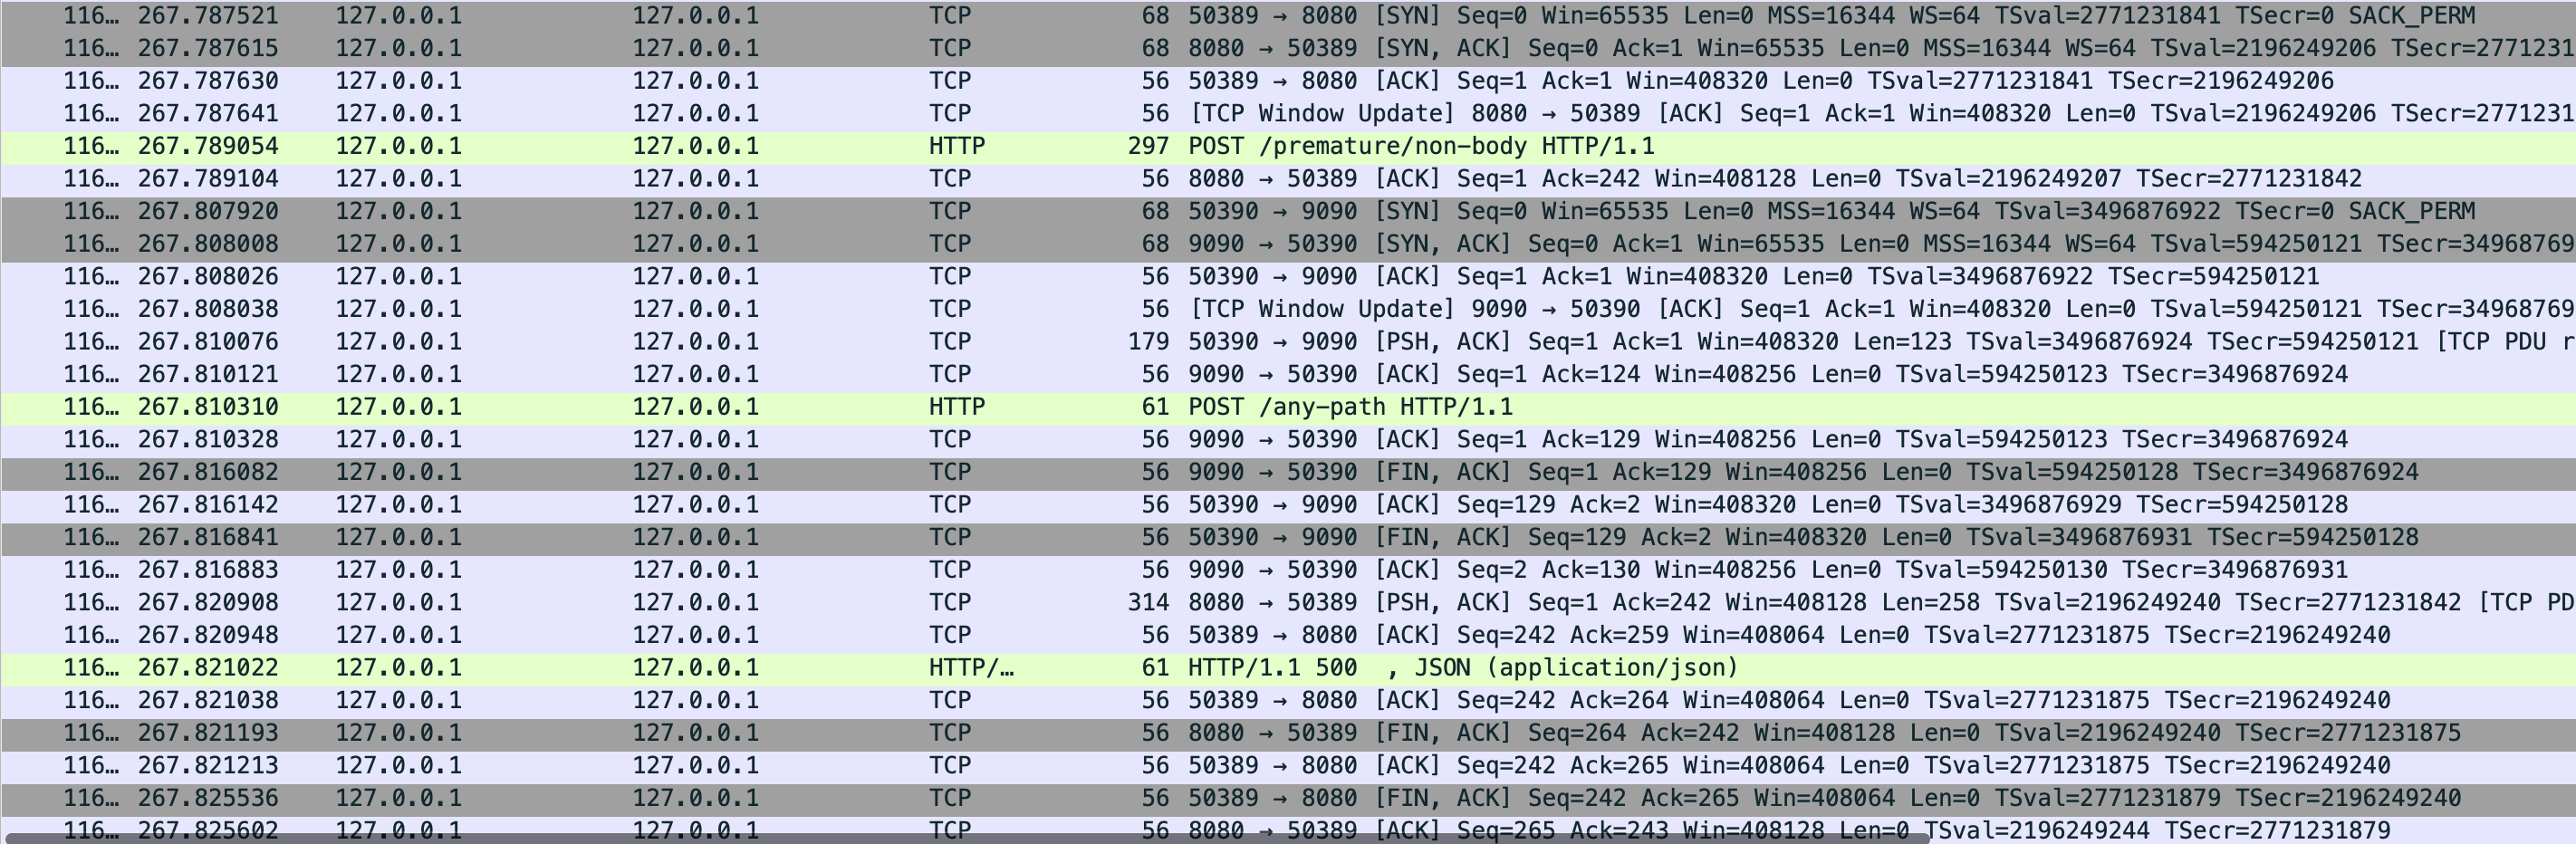 116… 267.787521 127.0.0.1 127.0.0.1 TCP 68 50389 → 8080 [SYN] Seq=0 Win=65535 Len=0 MSS=16344 WS=64 TSval=2771231841 TSecr=0 SACK_PERM
116… 267.787615 127.0.0.1 127.0.0.1 TCP 68 8080 → 50389 [SYN, ACK] Seq=0 Ack=1 Win=65535 Len=0 MSS=16344 WS=64 TSval=2196249206 TSecr=2771231
116… 267.787630 127.0.0.1 127.0.0.1 TCP 56 50389 → 8080 [ACK] Seq=1 Ack=1 Win=408320 Len=0 TSval=2771231841 TSecr=2196249206
116… 267.787641 127.0.0.1 127.0.0.1 TCP 56 [TCP Window Update] 8080 → 50389 [ACK] Seq=1 Ack=1 Win=408320 Len=0 TSval=2196249206 TSecr=2771231
116… 267.789054 127.0.0.1 127.0.0.1 HTTP 297 POST /premature/non-body HTTP/1.1
116… 267.789104 127.0.0.1 127.0.0.1 TCP 56 8080 → 50389 [ACK] Seq=1 Ack=242 Win=408128 Len=0 TSval=2196249207 TSecr=2771231842
116… 267.807920 127.0.0.1 127.0.0.1 TCP 68 50390 → 9090 [SYN] Seq=0 Win=65535 Len=0 MSS=16344 WS=64 TSval=3496876922 TSecr=0 SACK_PERM
116… 267.808008 127.0.0.1 127.0.0.1 TCP 68 9090 → 50390 [SYN, ACK] Seq=0 Ack=1 Win=65535 Len=0 MSS=16344 WS=64 TSval=594250121 TSecr=34968769
116… 267.808026 127.0.0.1 127.0.0.1 TCP 56 50390 → 9090 [ACK] Seq=1 Ack=1 Win=408320 Len=0 TSval=3496876922 TSecr=594250121
116… 267.808038 127.0.0.1 127.0.0.1 TCP 56 [TCP Window Update] 9090 → 50390 [ACK] Seq=1 Ack=1 Win=408320 Len=0 TSval=594250121 TSecr=34968769
116… 267.810076 127.0.0.1 127.0.0.1 TCP 179 50390 → 9090 [PSH, ACK] Seq=1 Ack=1 Win=408320 Len=123 TSval=3496876924 TSecr=594250121 [TCP PDU r
116… 267.810121 127.0.0.1 127.0.0.1 TCP 56 9090 → 50390 [ACK] Seq=1 Ack=124 Win=408256 Len=0 TSval=594250123 TSecr=3496876924
116… 267.810310 127.0.0.1 127.0.0.1 HTTP 61 POST /any-path HTTP/1.1
116… 267.810328 127.0.0.1 127.0.0.1 TCP 56 9090 → 50390 [ACK] Seq=1 Ack=129 Win=408256 Len=0 TSval=594250123 TSecr=3496876924
116… 267.816082 127.0.0.1 127.0.0.1 TCP 56 9090 → 50390 [FIN, ACK] Seq=1 Ack=129 Win=408256 Len=0 TSval=594250128 TSecr=3496876924
116… 267.816142 127.0.0.1 127.0.0.1 TCP 56 50390 → 9090 [ACK] Seq=129 Ack=2 Win=408320 Len=0 TSval=3496876929 TSecr=594250128
116… 267.816841 127.0.0.1 127.0.0.1 TCP 56 50390 → 9090 [FIN, ACK] Seq=129 Ack=2 Win=408320 Len=0 TSval=3496876931 TSecr=594250128
116… 267.816883 127.0.0.1 127.0.0.1 TCP 56 9090 → 50390 [ACK] Seq=2 Ack=130 Win=408256 Len=0 TSval=594250130 TSecr=3496876931
116… 267.820908 127.0.0.1 127.0.0.1 TCP 314 8080 → 50389 [PSH, ACK] Seq=1 Ack=242 Win=408128 Len=258 TSval=2196249240 TSecr=2771231842 [TCP PD
116… 267.820948 127.0.0.1 127.0.0.1 TCP 56 50389 → 8080 [ACK] Seq=242 Ack=259 Win=408064 Len=0 TSval=2771231875 TSecr=2196249240
116… 267.821022 127.0.0.1 127.0.0.1 HTTP/… 61 HTTP/1.1 500 , JSON (application/json)
116… 267.821038 127.0.0.1 127.0.0.1 TCP 56 50389 → 8080 [ACK] Seq=242 Ack=264 Win=408064 Len=0 TSval=2771231875 TSecr=2196249240
116… 267.821193 127.0.0.1 127.0.0.1 TCP 56 8080 → 50389 [FIN, ACK] Seq=264 Ack=242 Win=408128 Len=0 TSval=2196249240 TSecr=2771231875
116… 267.821213 127.0.0.1 127.0.0.1 TCP 56 50389 → 8080 [ACK] Seq=242 Ack=265 Win=408064 Len=0 TSval=2771231875 TSecr=2196249240
116… 267.825536 127.0.0.1 127.0.0.1 TCP 56 50389 → 8080 [FIN, ACK] Seq=242 Ack=265 Win=408064 Len=0 TSval=2771231879 TSecr=2196249240
116… 267.825602 127.0.0.1 127.0.0.1 TCP 56 8080 → 50389 [ACK] Seq=265 Ack=243 Win=408128 Len=0 TSval=2196249244 TSecr=2771231879